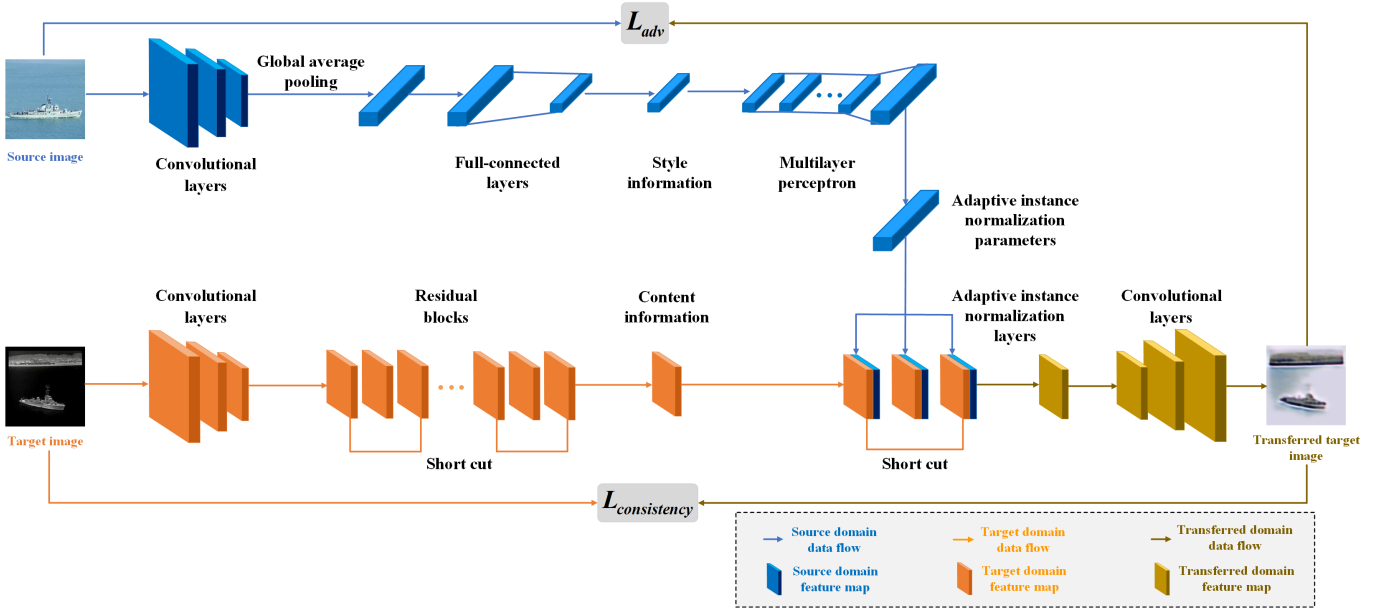 L_adv
Global average
pooling
Source image
Convolutional
layers
Full-connected
layers
Style
information
Multilayer
perceptron
Adaptive instance
normalization
parameters
Convolutional
layers
Residual
blocks
Content
information
Adaptive instance
normalization
layers
Convolutional
layers
Target image
Short cut
Short cut
Transferred target
image
L_consistency
Source domain
data flow
Target domain
data flow
Transferred domain
data flow
Source domain
feature map
Target domain
feature map
Transferred domain
feature map